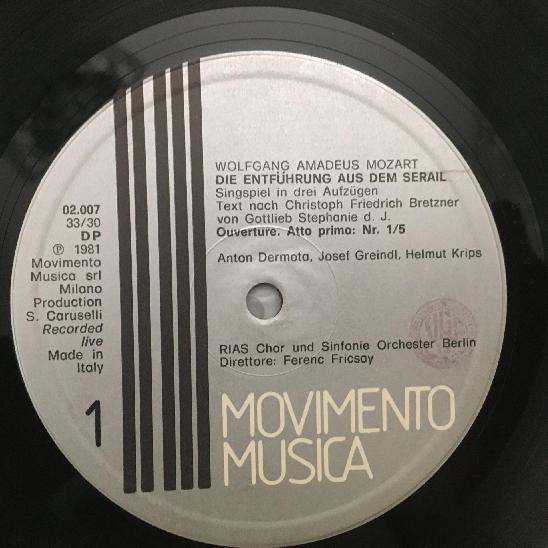 WOLFGANG AMADEUS MOZART
DIE ENTFÜHRUNG AUS DEM SERAIL
Singspiel in drei Aufzügen
Text nach Christoph Friedrich Bretzner
von Gottlieb Stephanie d. J.
Ouverture. Atto primo: Nr. 1/5
Anton Dermota, Josef Greindl, Helmut Krips
02.007
33/30
DP
Ⓟ 1981
Movimento
Musica srl
Milano
Production
S. Caruselli
Recorded
live
Made in
Italy
RIAS Chor und Sinfonie Orchester Berlin
Direttore: Ferenc Fricsay
1
MOVIMENTO
MUSICA